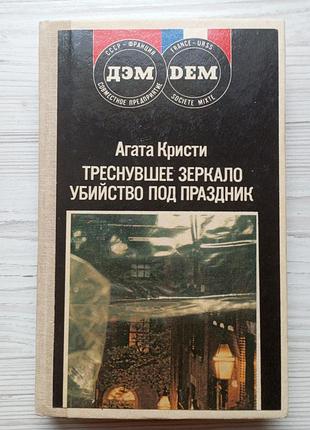 СССР - ФРАНЦИЯ
ДЭМ
СОВМЕСТНОЕ ПРЕДПРИЯТИЕ
FRANCE - URSS
DEM
SOCIETE MIXTE
Агата Кристи
ТРЕСНУВШЕЕ ЗЕРКАЛО
УБИЙСТВО ПОД ПРАЗДНИК